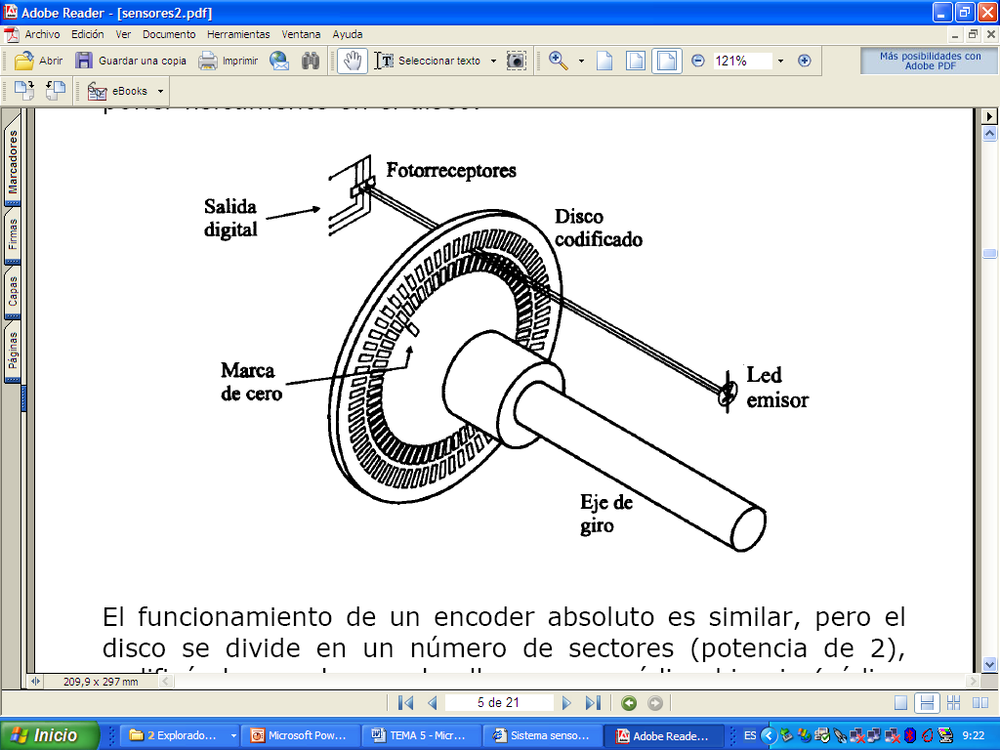 Adobe Reader - [sensores2.pdf]
Archivo Edición Ver Documento Herramientas Ventana Ayuda
Abrir Guardar una copia Imprimir Seleccionar texto 121% Más posibilidades con
Adobe PDF
eBooks
Marcadores
Firmas
Capas
Páginas
Fotorreceptores
Salida
digital
Disco
codificado
Marca
de cero
Led
emisor
Eje de
giro
El funcionamiento de un encoder absoluto es similar, pero el
disco se divide en un número de sectores (potencia de 2),
209,9 x 297 mm
5 de 21
Inicio 2 Explorado... Microsoft Pow... TEMA 5 - Micr... Sistema senso... Adobe Reade... ES 9:22